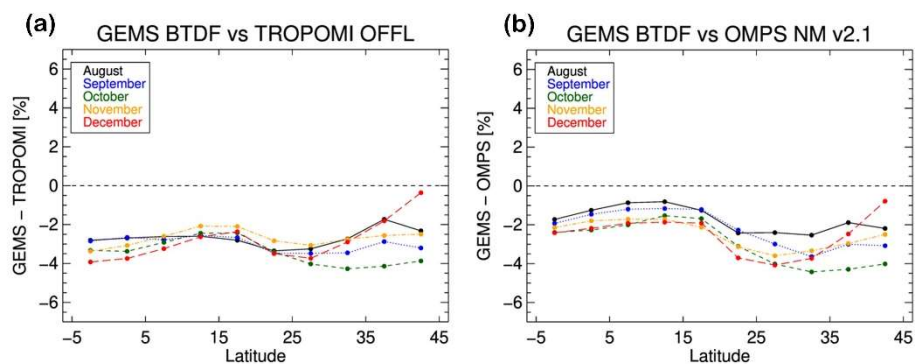 (a)
GEMS BTDF vs TROPOMI OFFL
GEMS – TROPOMI [%]
6
4
2
0
−2
−4
−6
August
September
October
November
December
−5
5
15
25
35
45
Latitude
(b)
GEMS BTDF vs OMPS NM v2.1
GEMS – OMPS [%]
6
4
2
0
−2
−4
−6
August
September
October
November
December
−5
5
15
25
35
45
Latitude